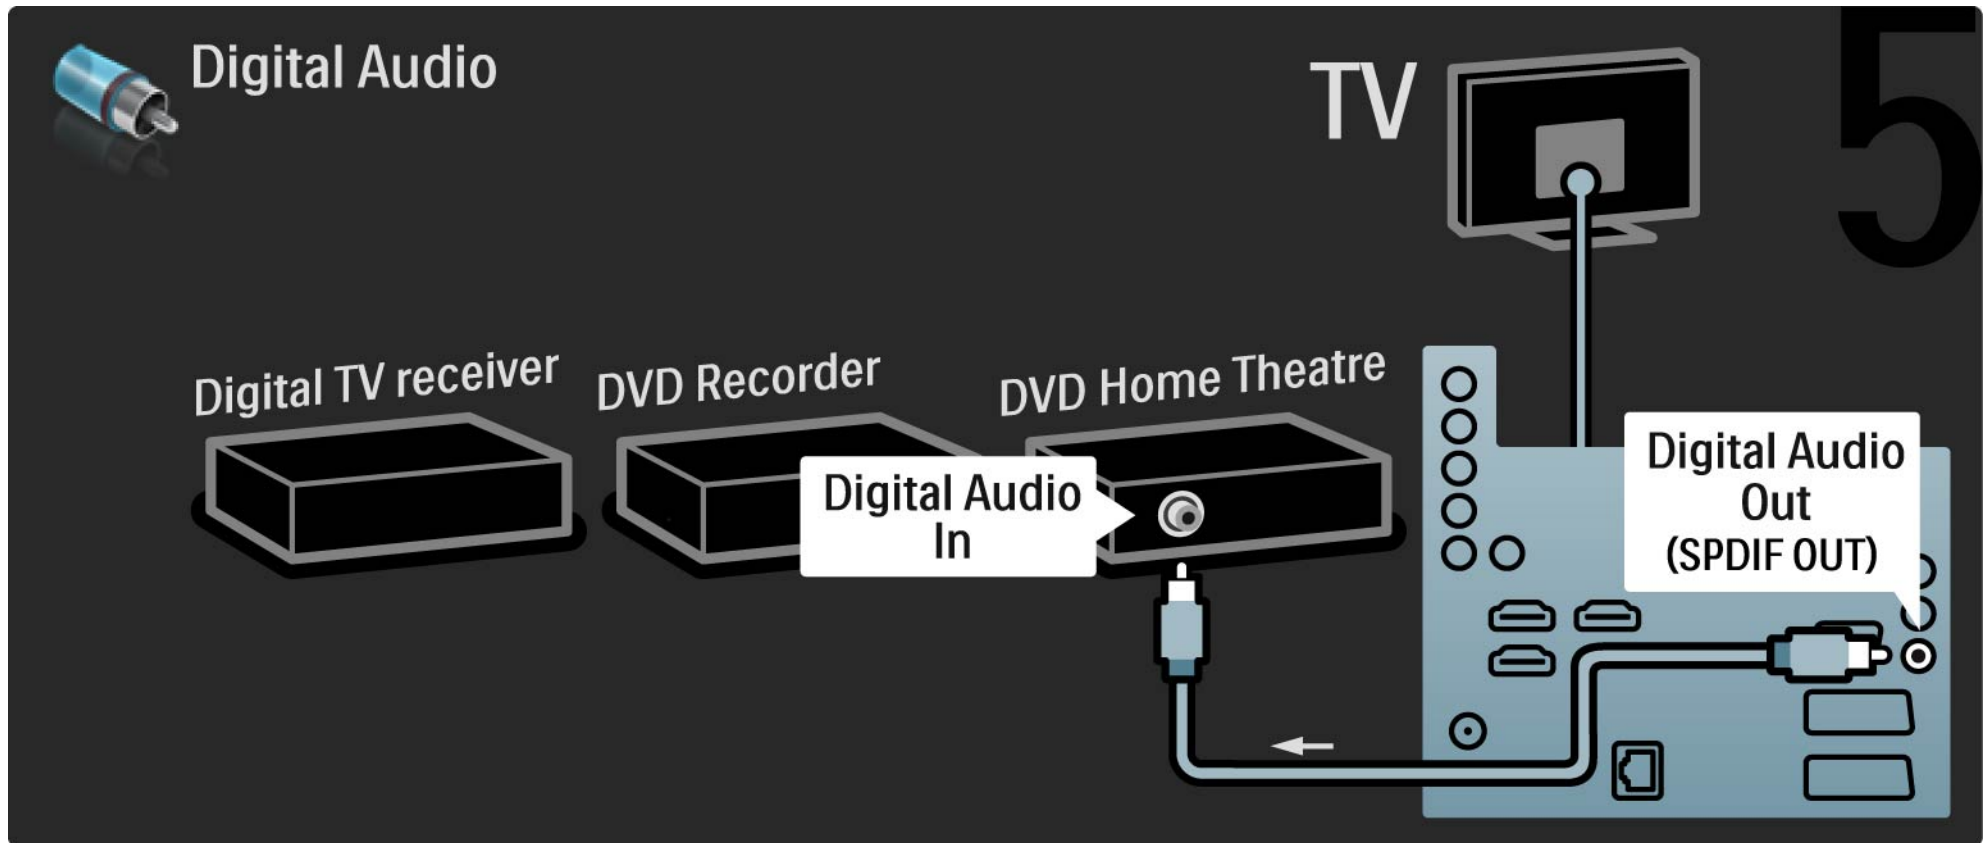 Digital Audio
TV
5
Digital TV receiver
DVD Recorder
DVD Home Theatre
Digital Audio
In
Digital Audio
Out
(SPDIF OUT)